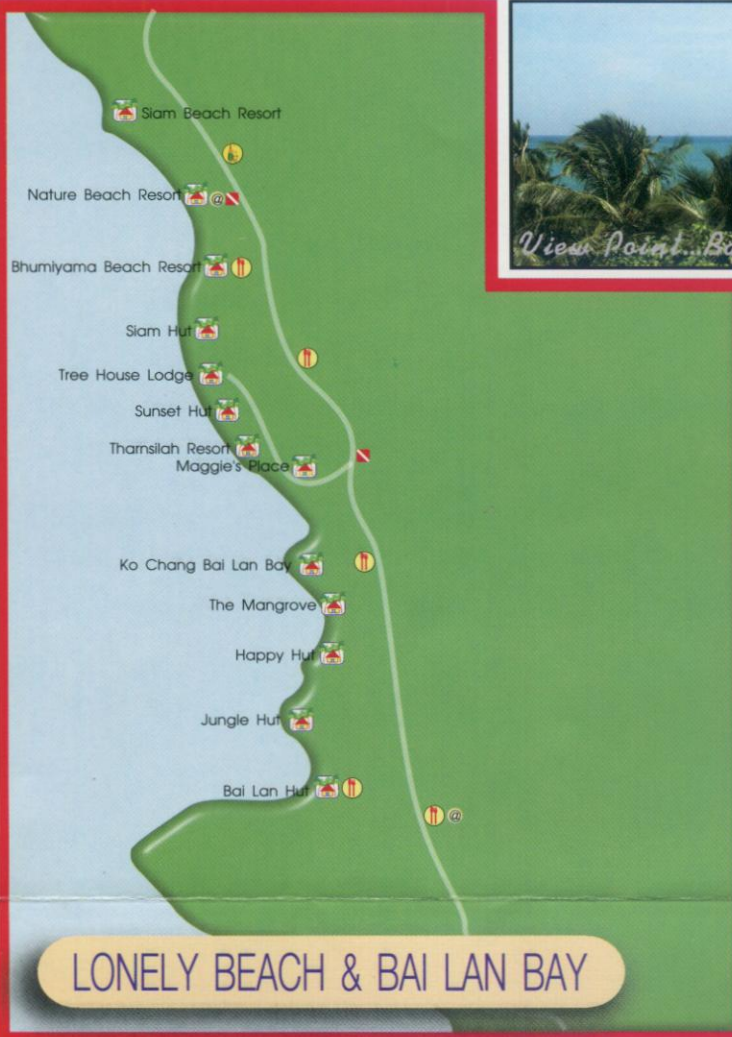 Siam Beach Resort
View Point...
Nature Beach Resort @
Bhumiyama Beach Resort
Siam Hut
Tree House Lodge
Sunset Hut
Tharnsilah Resort
Maggie's Place
Ko Chang Bai Lan Bay
The Mangrove
Happy Hut
Jungle Hut
Bai Lan Hut
@
LONELY BEACH & BAI LAN BAY